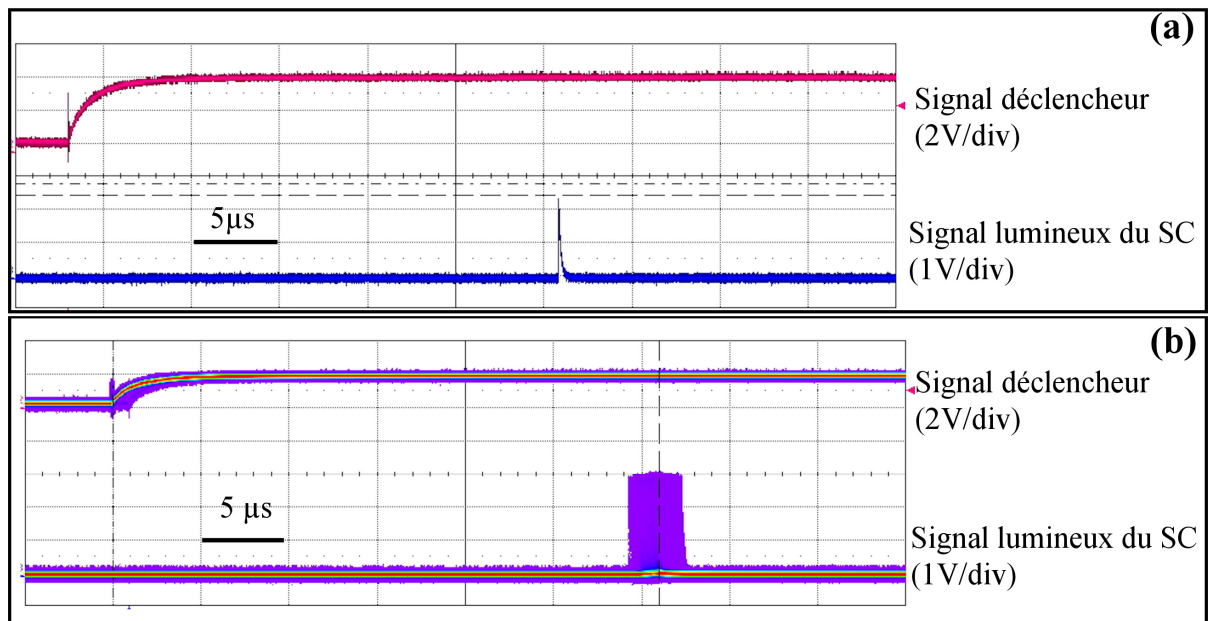 (a)
Signal déclencheur
(2V/div)
5µs
Signal lumineux du SC
(1V/div)
(b)
Signal déclencheur
(2V/div)
5 µs
Signal lumineux du SC
(1V/div)